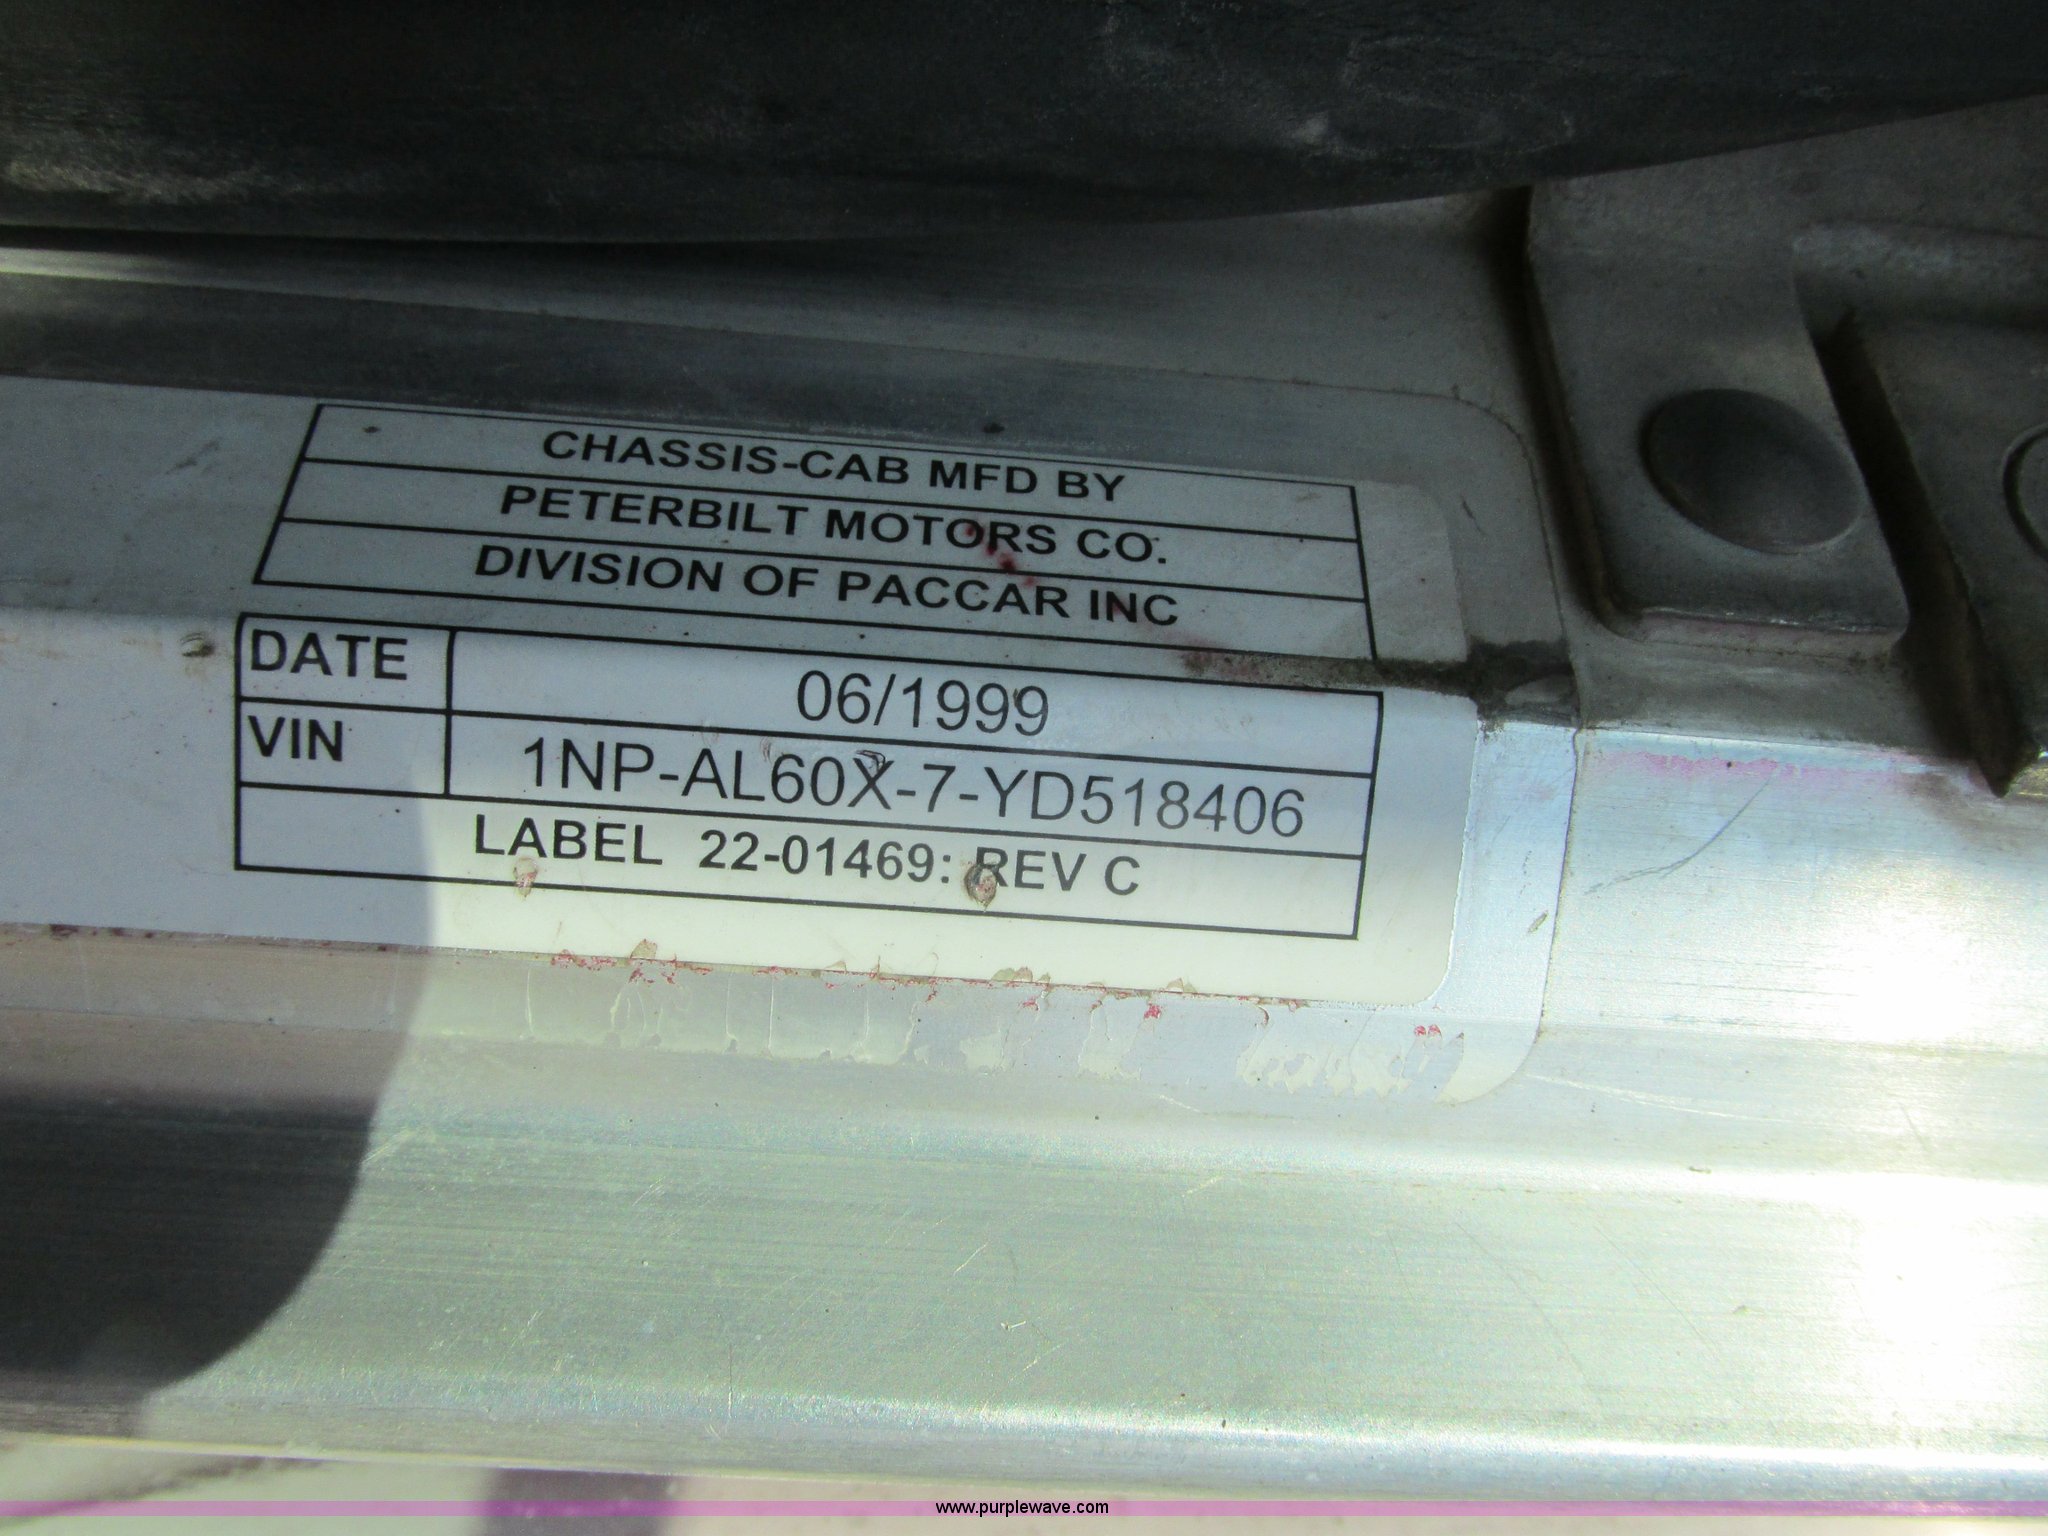 CHASSIS-CAB MFD BY
PETERBILT MOTORS CO.
DIVISION OF PACCAR INC
DATE 06/1999
VIN 1NP-AL60X-7-YD518406
LABEL 22-01469: REV C
www.purplewave.com